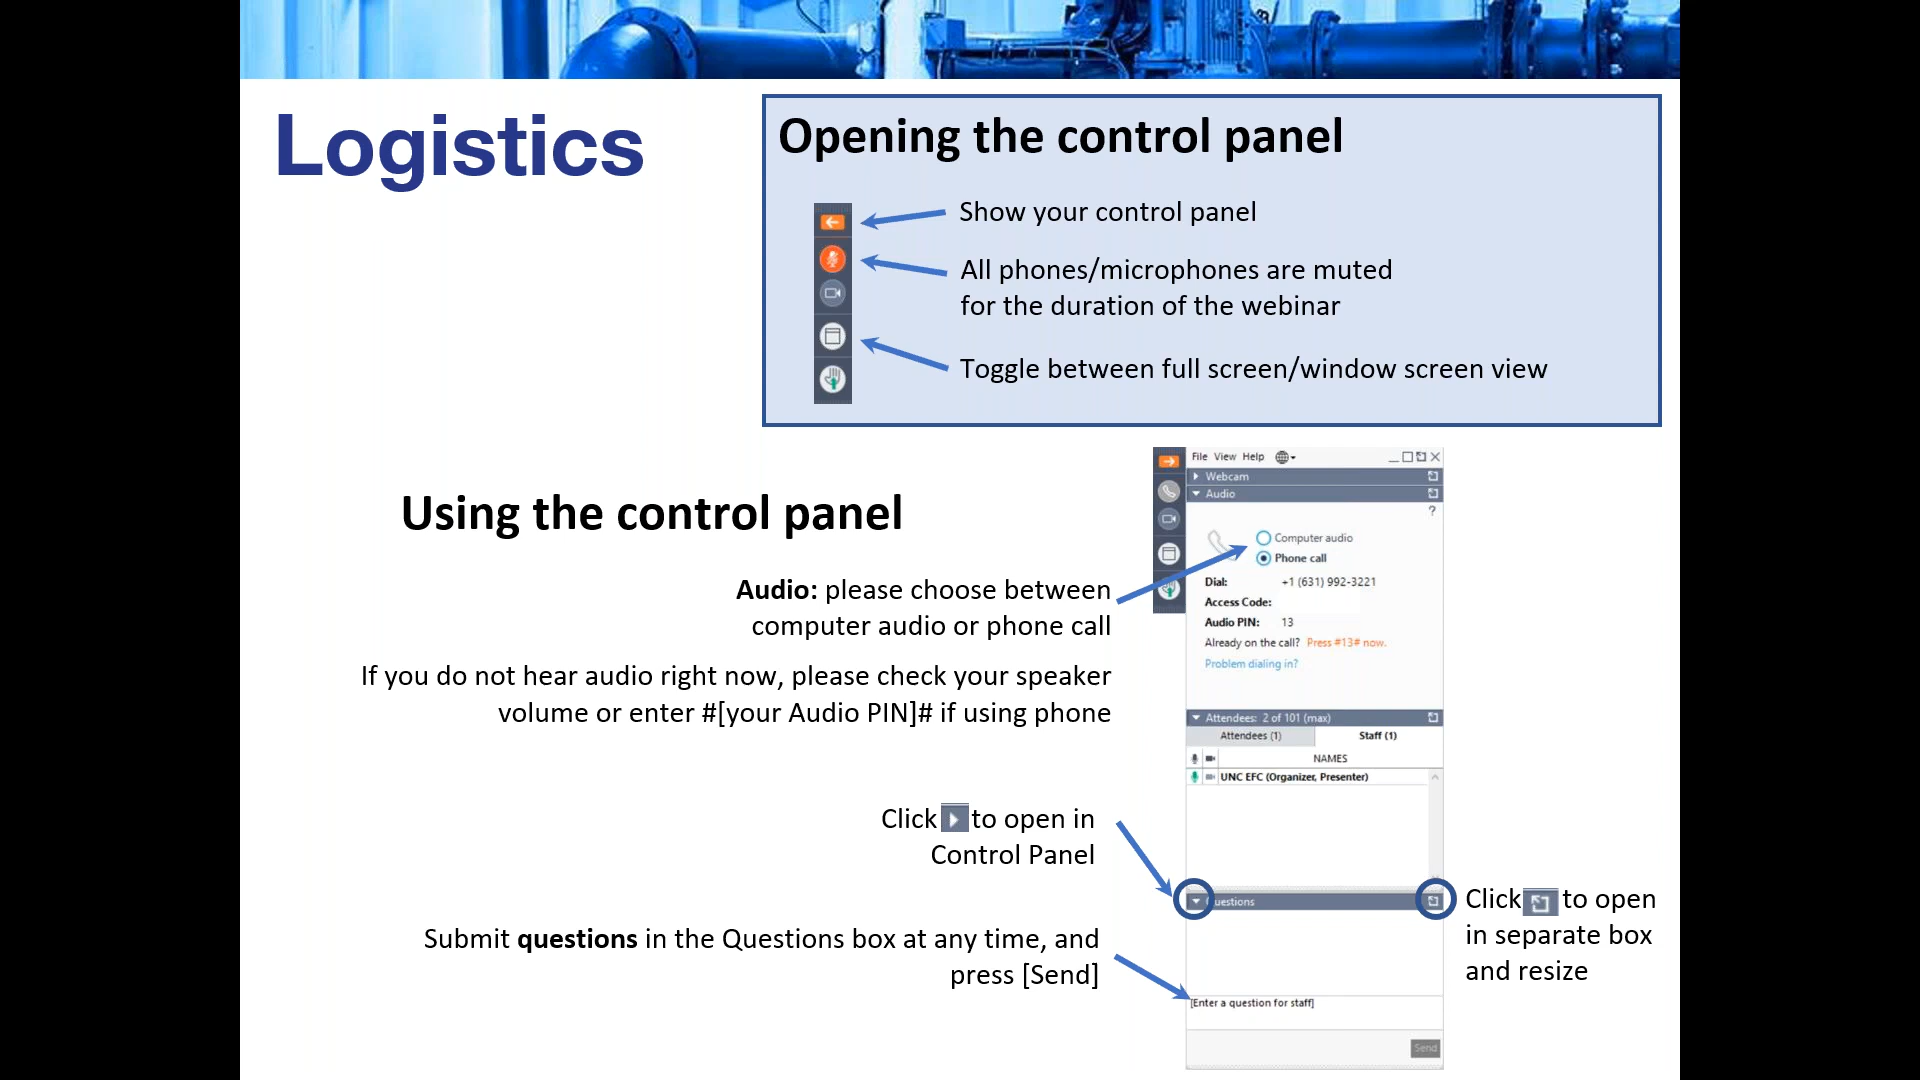 Logistics
Opening the control panel
Show your control panel
All phones/microphones are muted
for the duration of the webinar
Toggle between full screen/window screen view
Using the control panel
Audio: please choose between
computer audio or phone call
If you do not hear audio right now, please check your speaker
volume or enter #[your Audio PIN]# if using phone
Click to open in
Control Panel
Submit questions in the Questions box at any time, and
press [Send]
File View Help
Webcam
Audio
?
Computer audio
Phone call
Dial: +1 (631) 992-3221
Access Code:
Audio PIN: 13
Already on the call? Press #13# now.
Problem dialing in?
Attendees: 2 of 101 (max)
Attendees (1) Staff (1)
NAMES
UNC EFC (Organizer, Presenter)
Questions
[Enter a question for staff]
Send
Click to open
in separate box
and resize